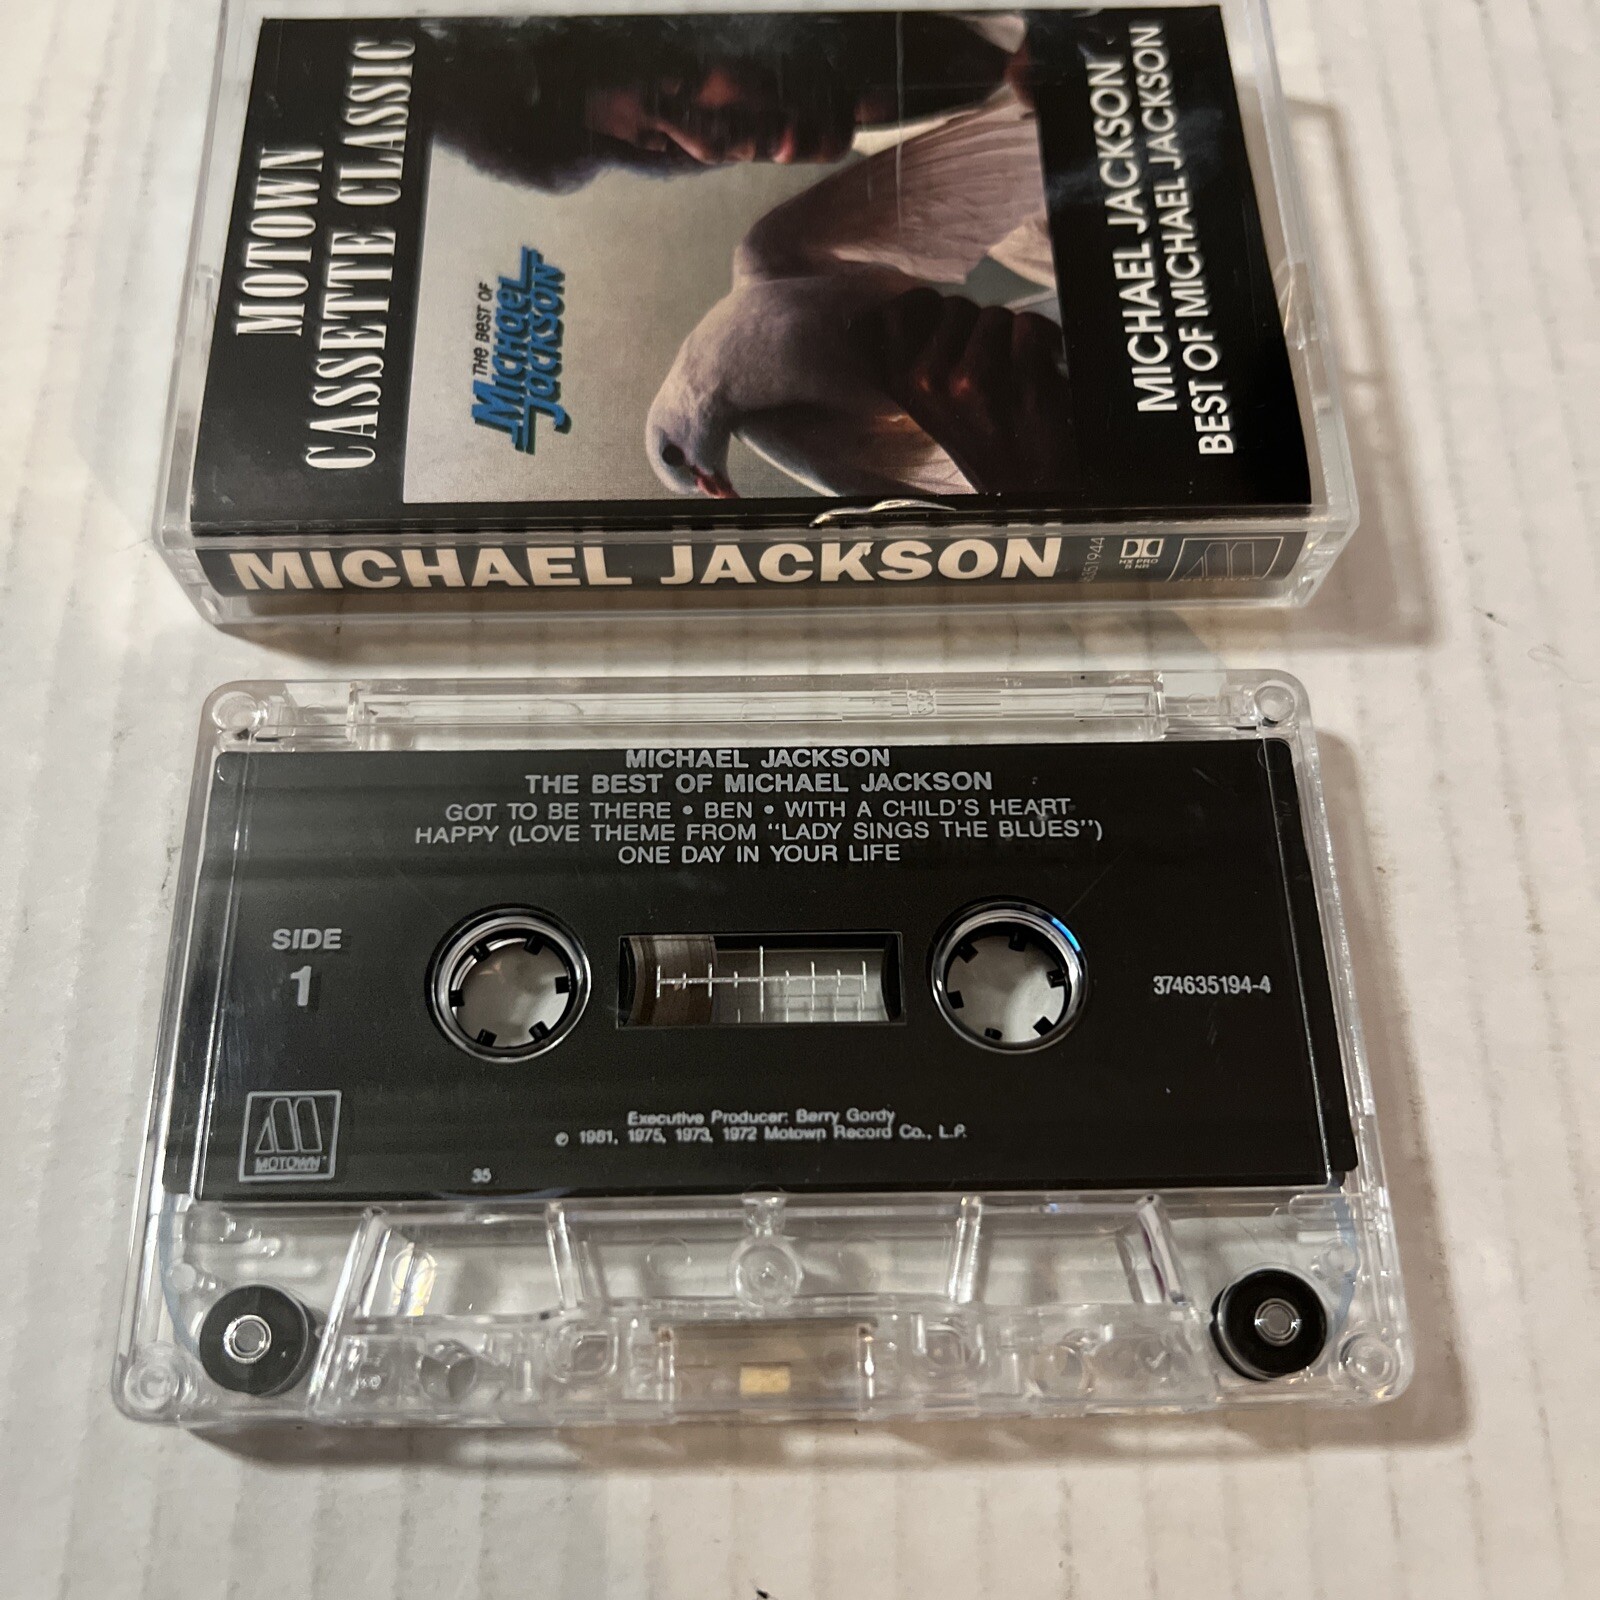 MOTOWN
CASSETTE CLASSIC
THE BEST OF
MICHAEL
JACKSON
MICHAEL JACKSON
BEST OF MICHAEL JACKSON
MICHAEL JACKSON
HX PRO
B NR
MICHAEL JACKSON
THE BEST OF MICHAEL JACKSON
GOT TO BE THERE • BEN • WITH A CHILD'S HEART
HAPPY (LOVE THEME FROM "LADY SINGS THE BLUES")
ONE DAY IN YOUR LIFE
SIDE
1
374635194-4
Executive Producer: Berry Gordy
℗ 1981, 1975, 1973, 1972 Motown Record Co., L.P.
MOTOWN
35